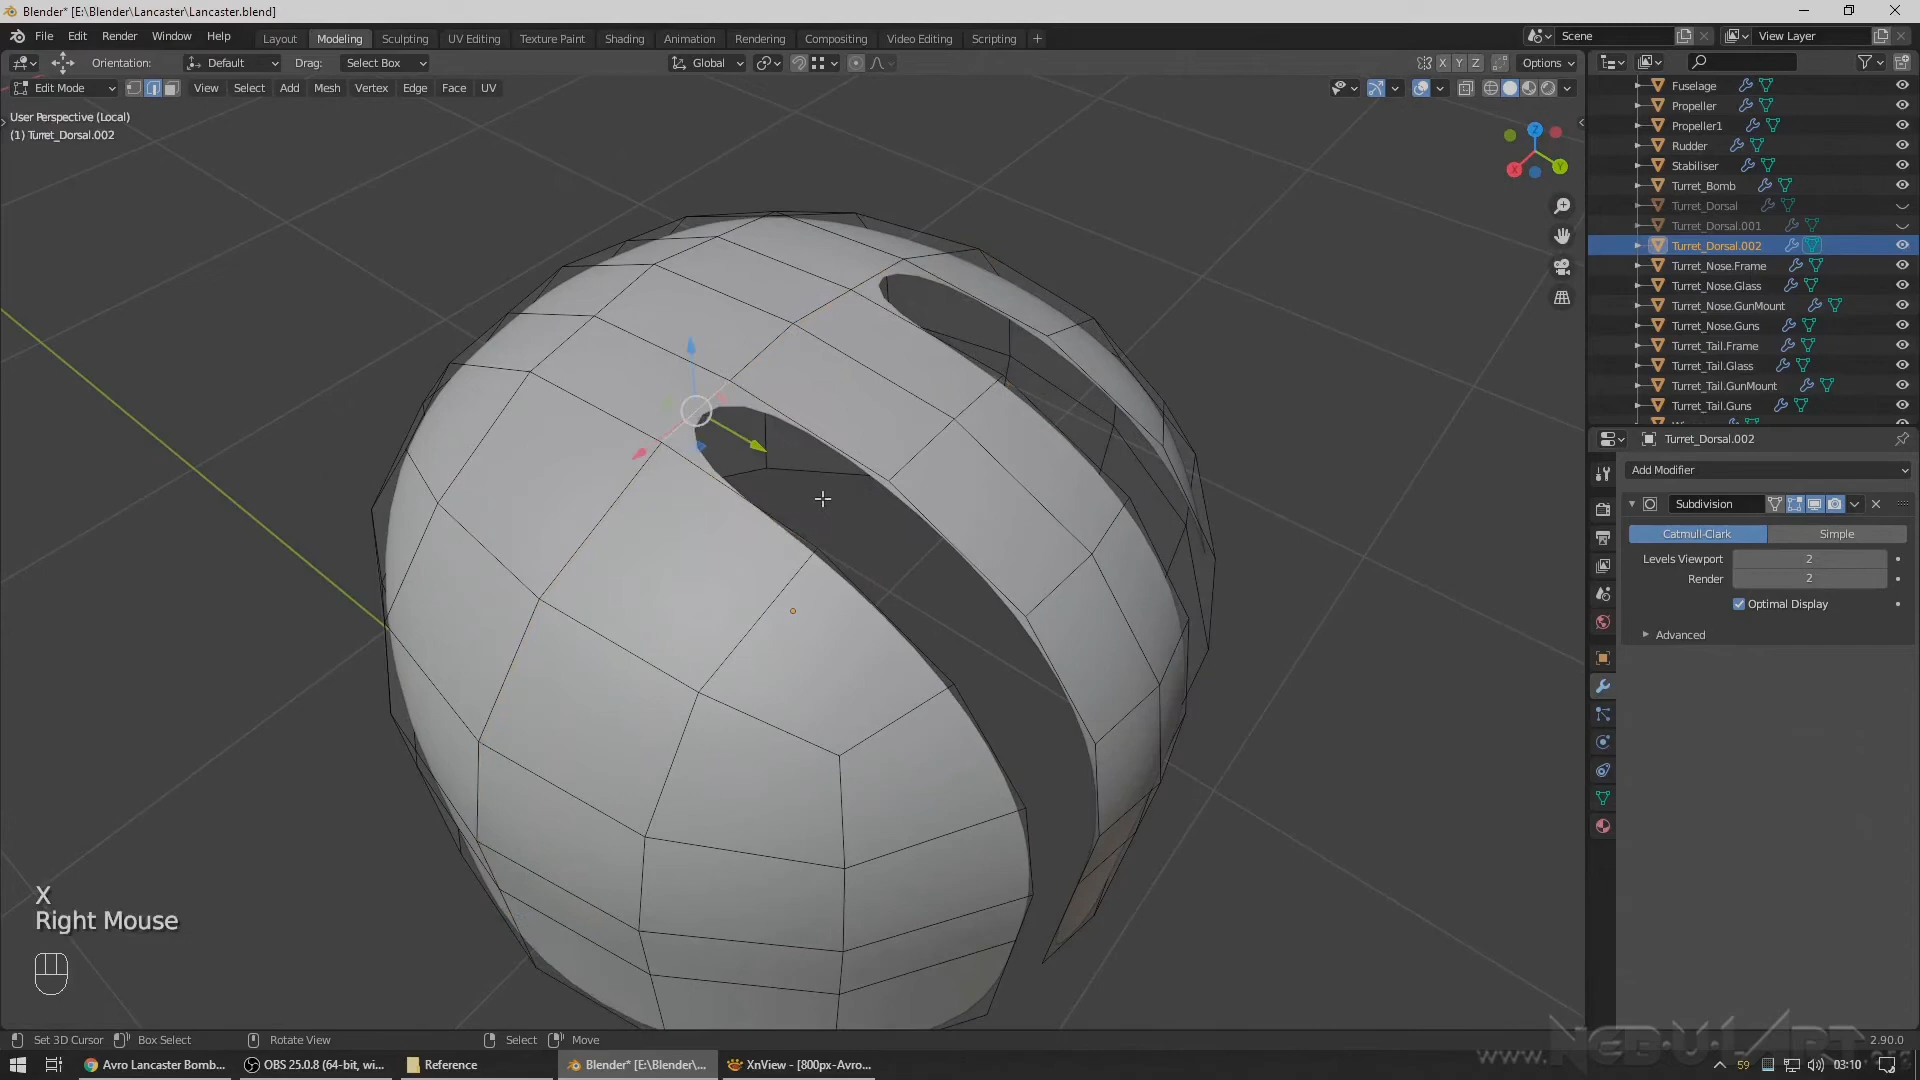 Blender* [E:\Blender\Lancaster\Lancaster.blend]
File Edit Render Window Help
Layout Modeling Sculpting UV Editing Texture Paint Shading Animation Rendering Compositing Video Editing Scripting +
Scene
View Layer
Orientation: Default Drag: Select Box
Global
X Y Z Options
Edit Mode View Select Add Mesh Vertex Edge Face UV
User Perspective (Local)
(1) Turret_Dorsal.002
Z
X
Y
Fuselage
Propeller
Propeller1
Rudder
Stabiliser
Turret_Bomb
Turret_Dorsal
Turret_Dorsal.001
Turret_Dorsal.002
Turret_Nose.Frame
Turret_Nose.Glass
Turret_Nose.GunMount
Turret_Nose.Guns
Turret_Tail.Frame
Turret_Tail.Glass
Turret_Tail.GunMount
Turret_Tail.Guns
Turret_Dorsal.002
Add Modifier
Subdivision
Catmull-Clark Simple
Levels Viewport 2
Render 2
Optimal Display
Advanced
X
Right Mouse
Set 3D Cursor Box Select Rotate View Select Move
2.90.0
Avro Lancaster Bomb... OBS 25.0.8 (64-bit, wi... Reference Blender* [E:\Blender\... XnView - [800px-Avro...
59 03:10